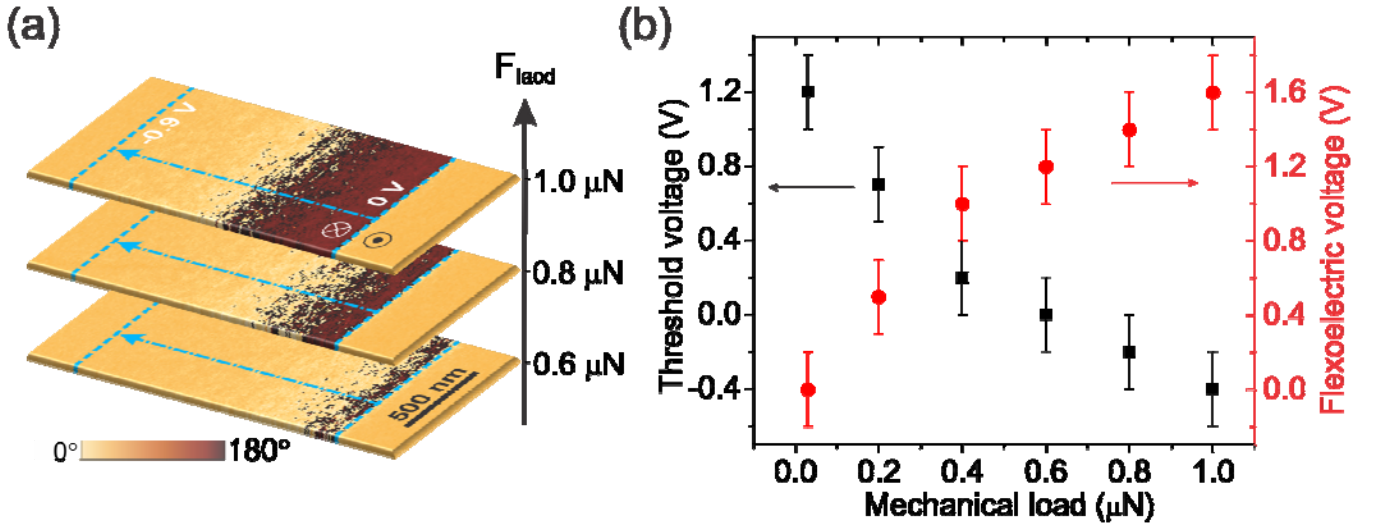 (a)
F_laod
-0.9 V
0 V
1.0 μN
0.8 μN
0.6 μN
500 nm
0° 180°
(b)
Threshold voltage (V)
1.2
0.8
0.4
0.0
-0.4
0.0 0.2 0.4 0.6 0.8 1.0
Mechanical load (μN)
1.6
1.2
0.8
0.4
0.0
Flexoelectric voltage (V)